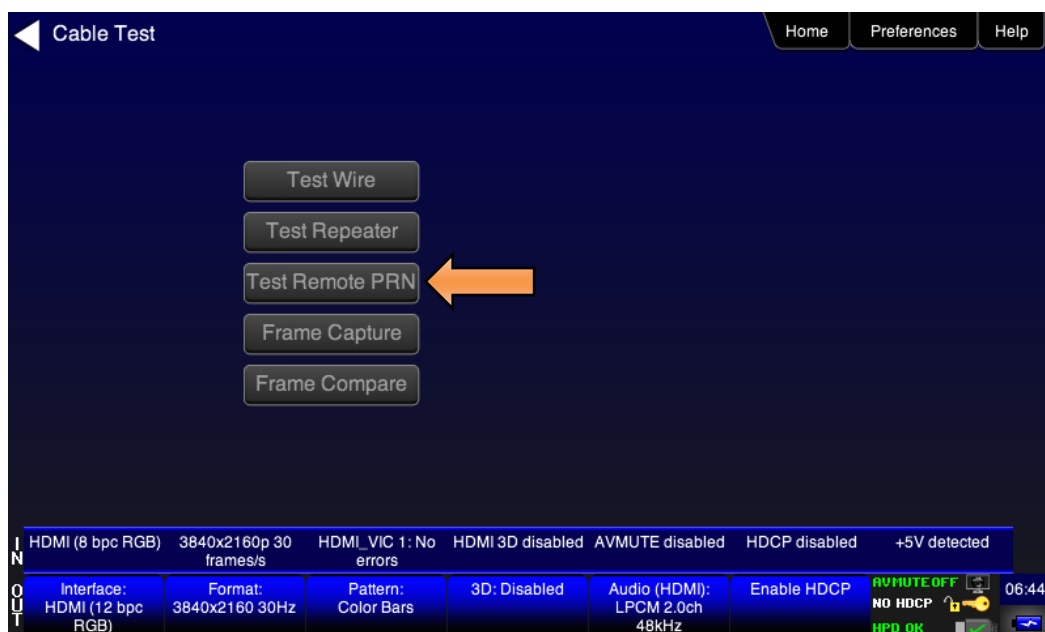 Cable Test
Home
Preferences
Help
Test Wire
Test Repeater
Test Remote PRN
Frame Capture
Frame Compare
IN
HDMI (8 bpc RGB)
3840x2160p 30
frames/s
HDMI_VIC 1: No
errors
HDMI 3D disabled
AVMUTE disabled
HDCP disabled
+5V detected
OUT
Interface:
HDMI (12 bpc
RGB)
Format:
3840x2160 30Hz
Pattern:
Color Bars
3D: Disabled
Audio (HDMI):
LPCM 2.0ch
48kHz
Enable HDCP
AVMUTEOFF
NO HDCP
HPD OK
06:44